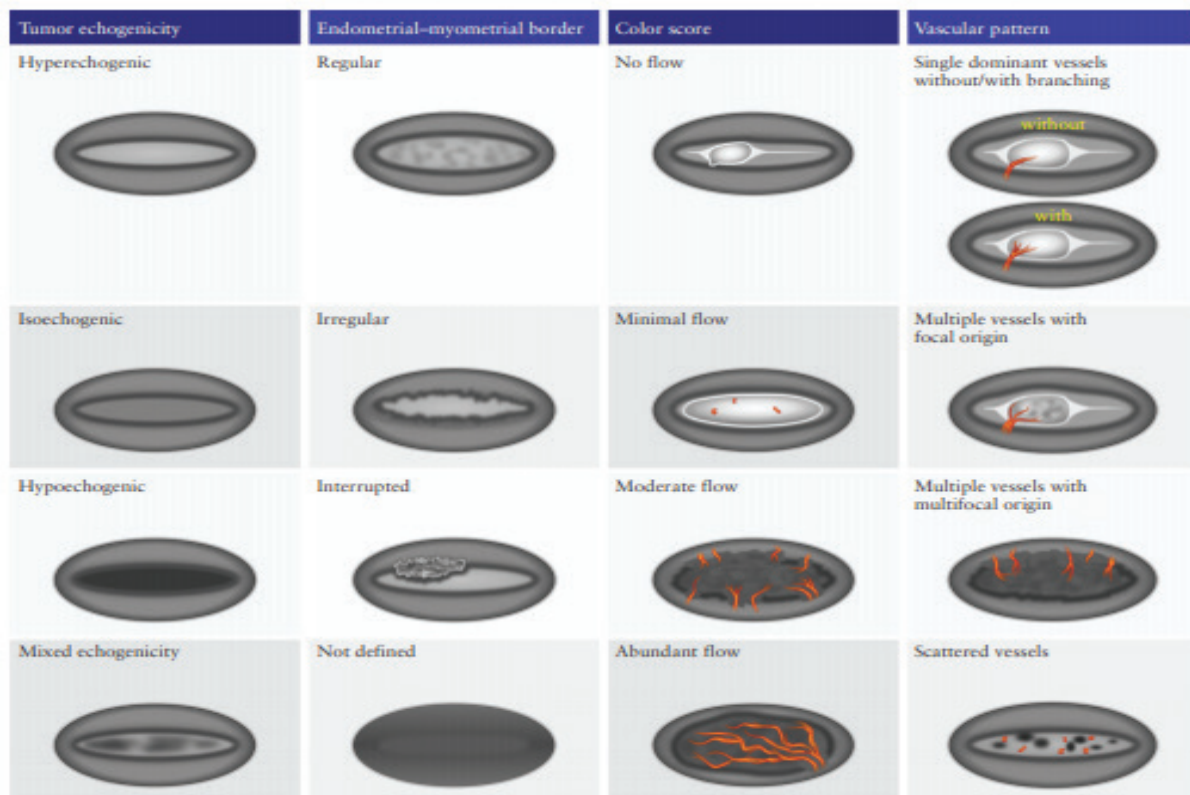 Tumor echogenicity
Endometrial–myometrial border
Color score
Vascular pattern
Hyperechogenic
Regular
No flow
Single dominant vessels
without/with branching
without
with
Isoechogenic
Irregular
Minimal flow
Multiple vessels with
focal origin
Hypoechogenic
Interrupted
Moderate flow
Multiple vessels with
multifocal origin
Mixed echogenicity
Not defined
Abundant flow
Scattered vessels